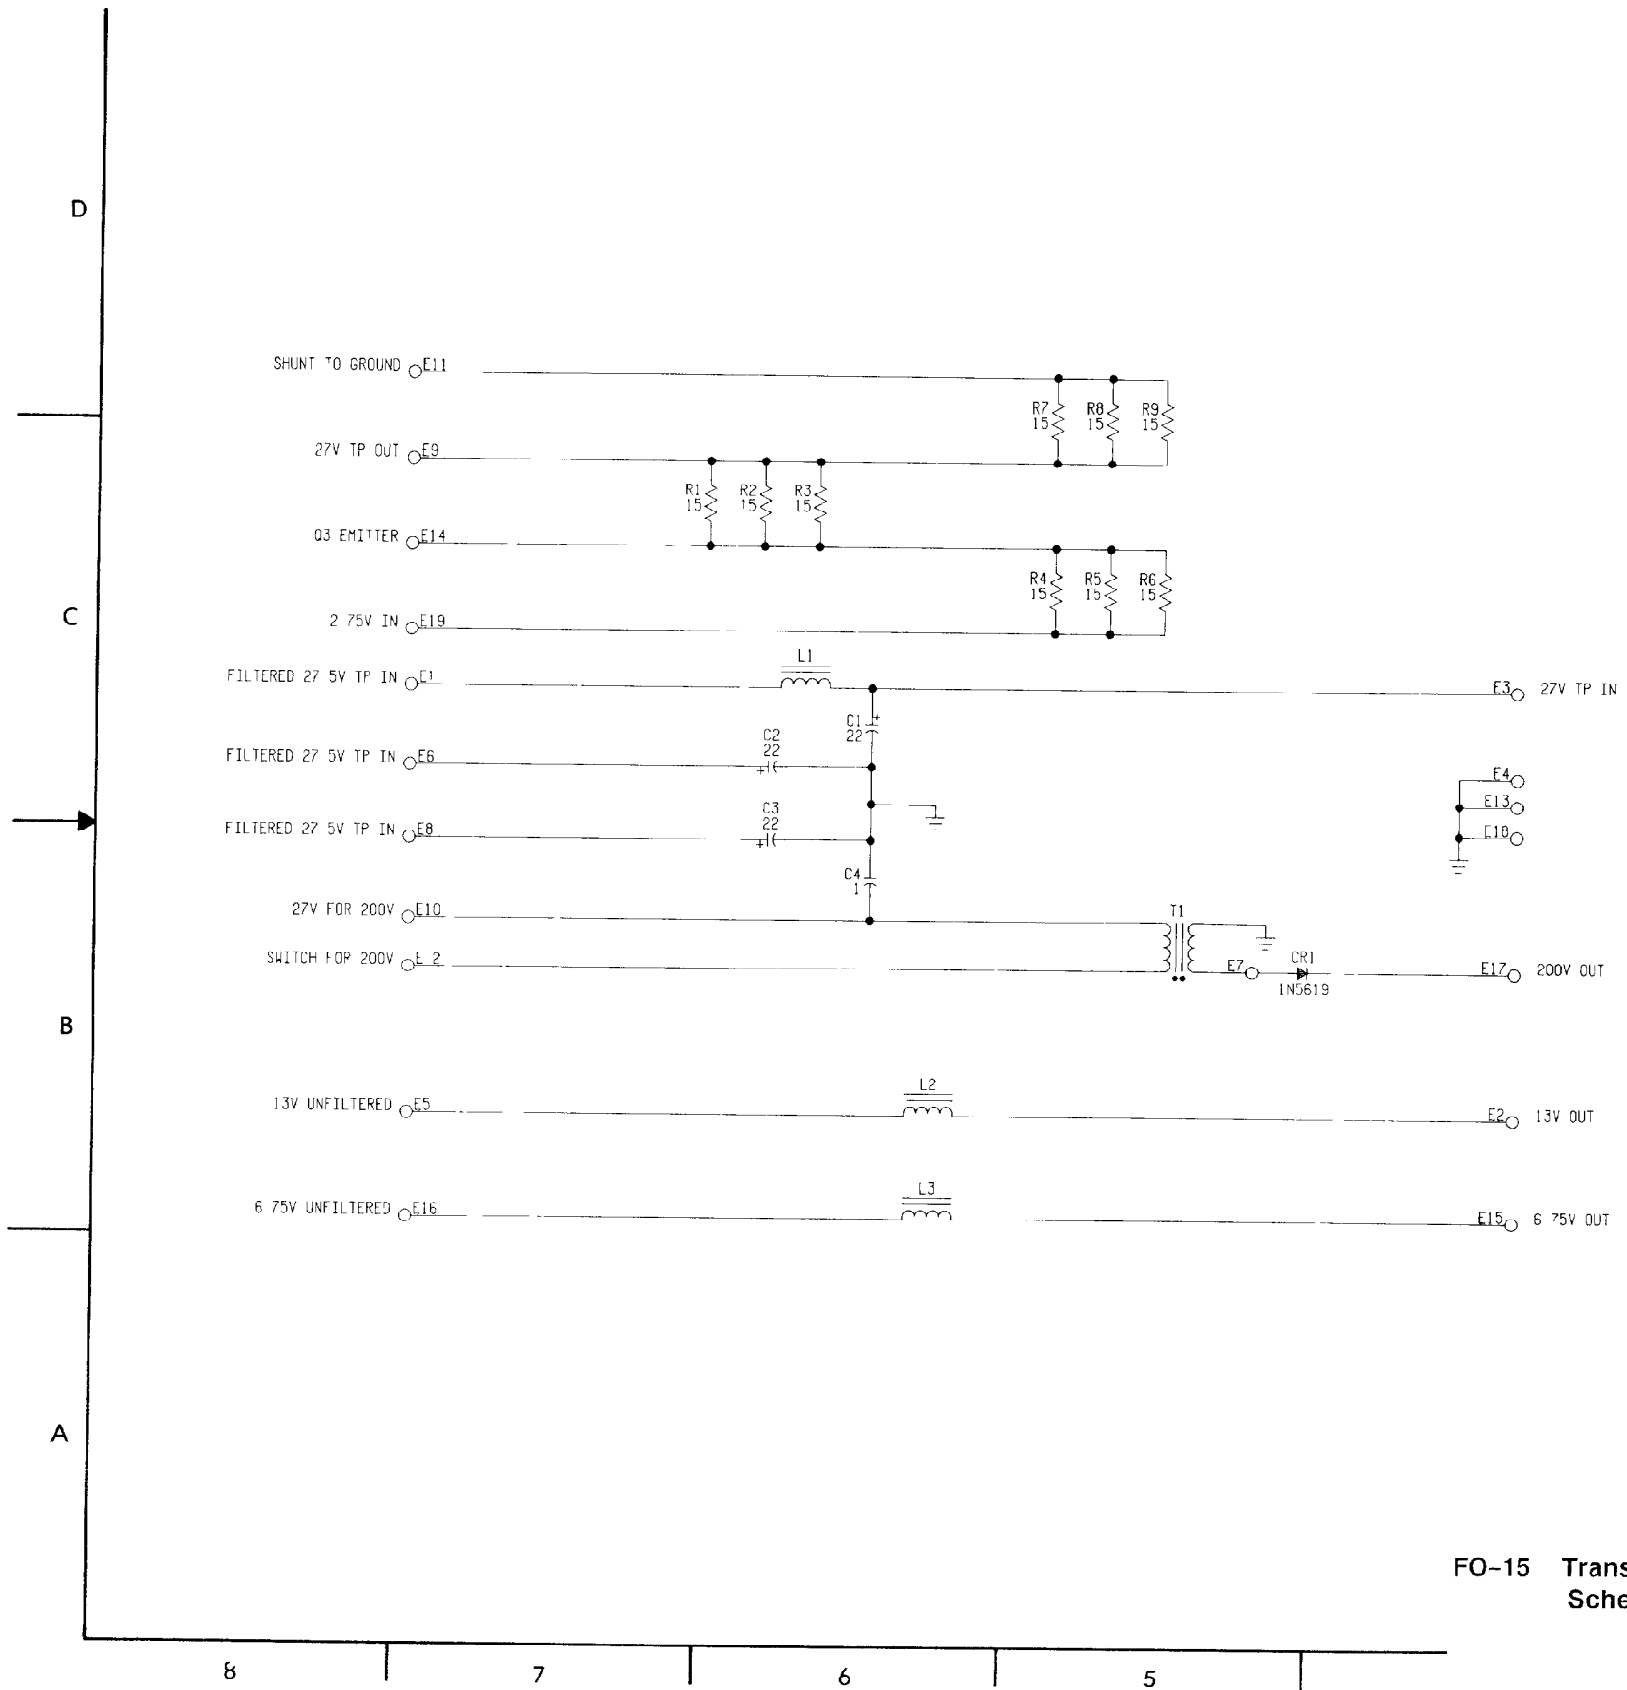 D
SHUNT TO GROUND E11
R7 15 R8 15 R9 15
27V TP OUT E9
R1 15 R2 15 R3 15
Q3 EMITTER E14
R4 15 R5 15 R6 15
C
2 75V IN E19
L1
FILTERED 27 5V TP IN E1
E3 27V TP IN
C1 + 22
C2 22 +
FILTERED 27 5V TP IN E6
E4
E13
C3 22 +
FILTERED 27 5V TP IN E8
C4 1
27V FOR 200V E10
T1
SWITCH FOR 200V 2
E7 CR1 1N5619
E17 200V OUT
B
L2
13V UNFILTERED E5
E2 13V OUT
L3
6 75V UNFILTERED E16
E15 6 75V OUT
A
FO-15 Trans
Sche
8 7 6 5